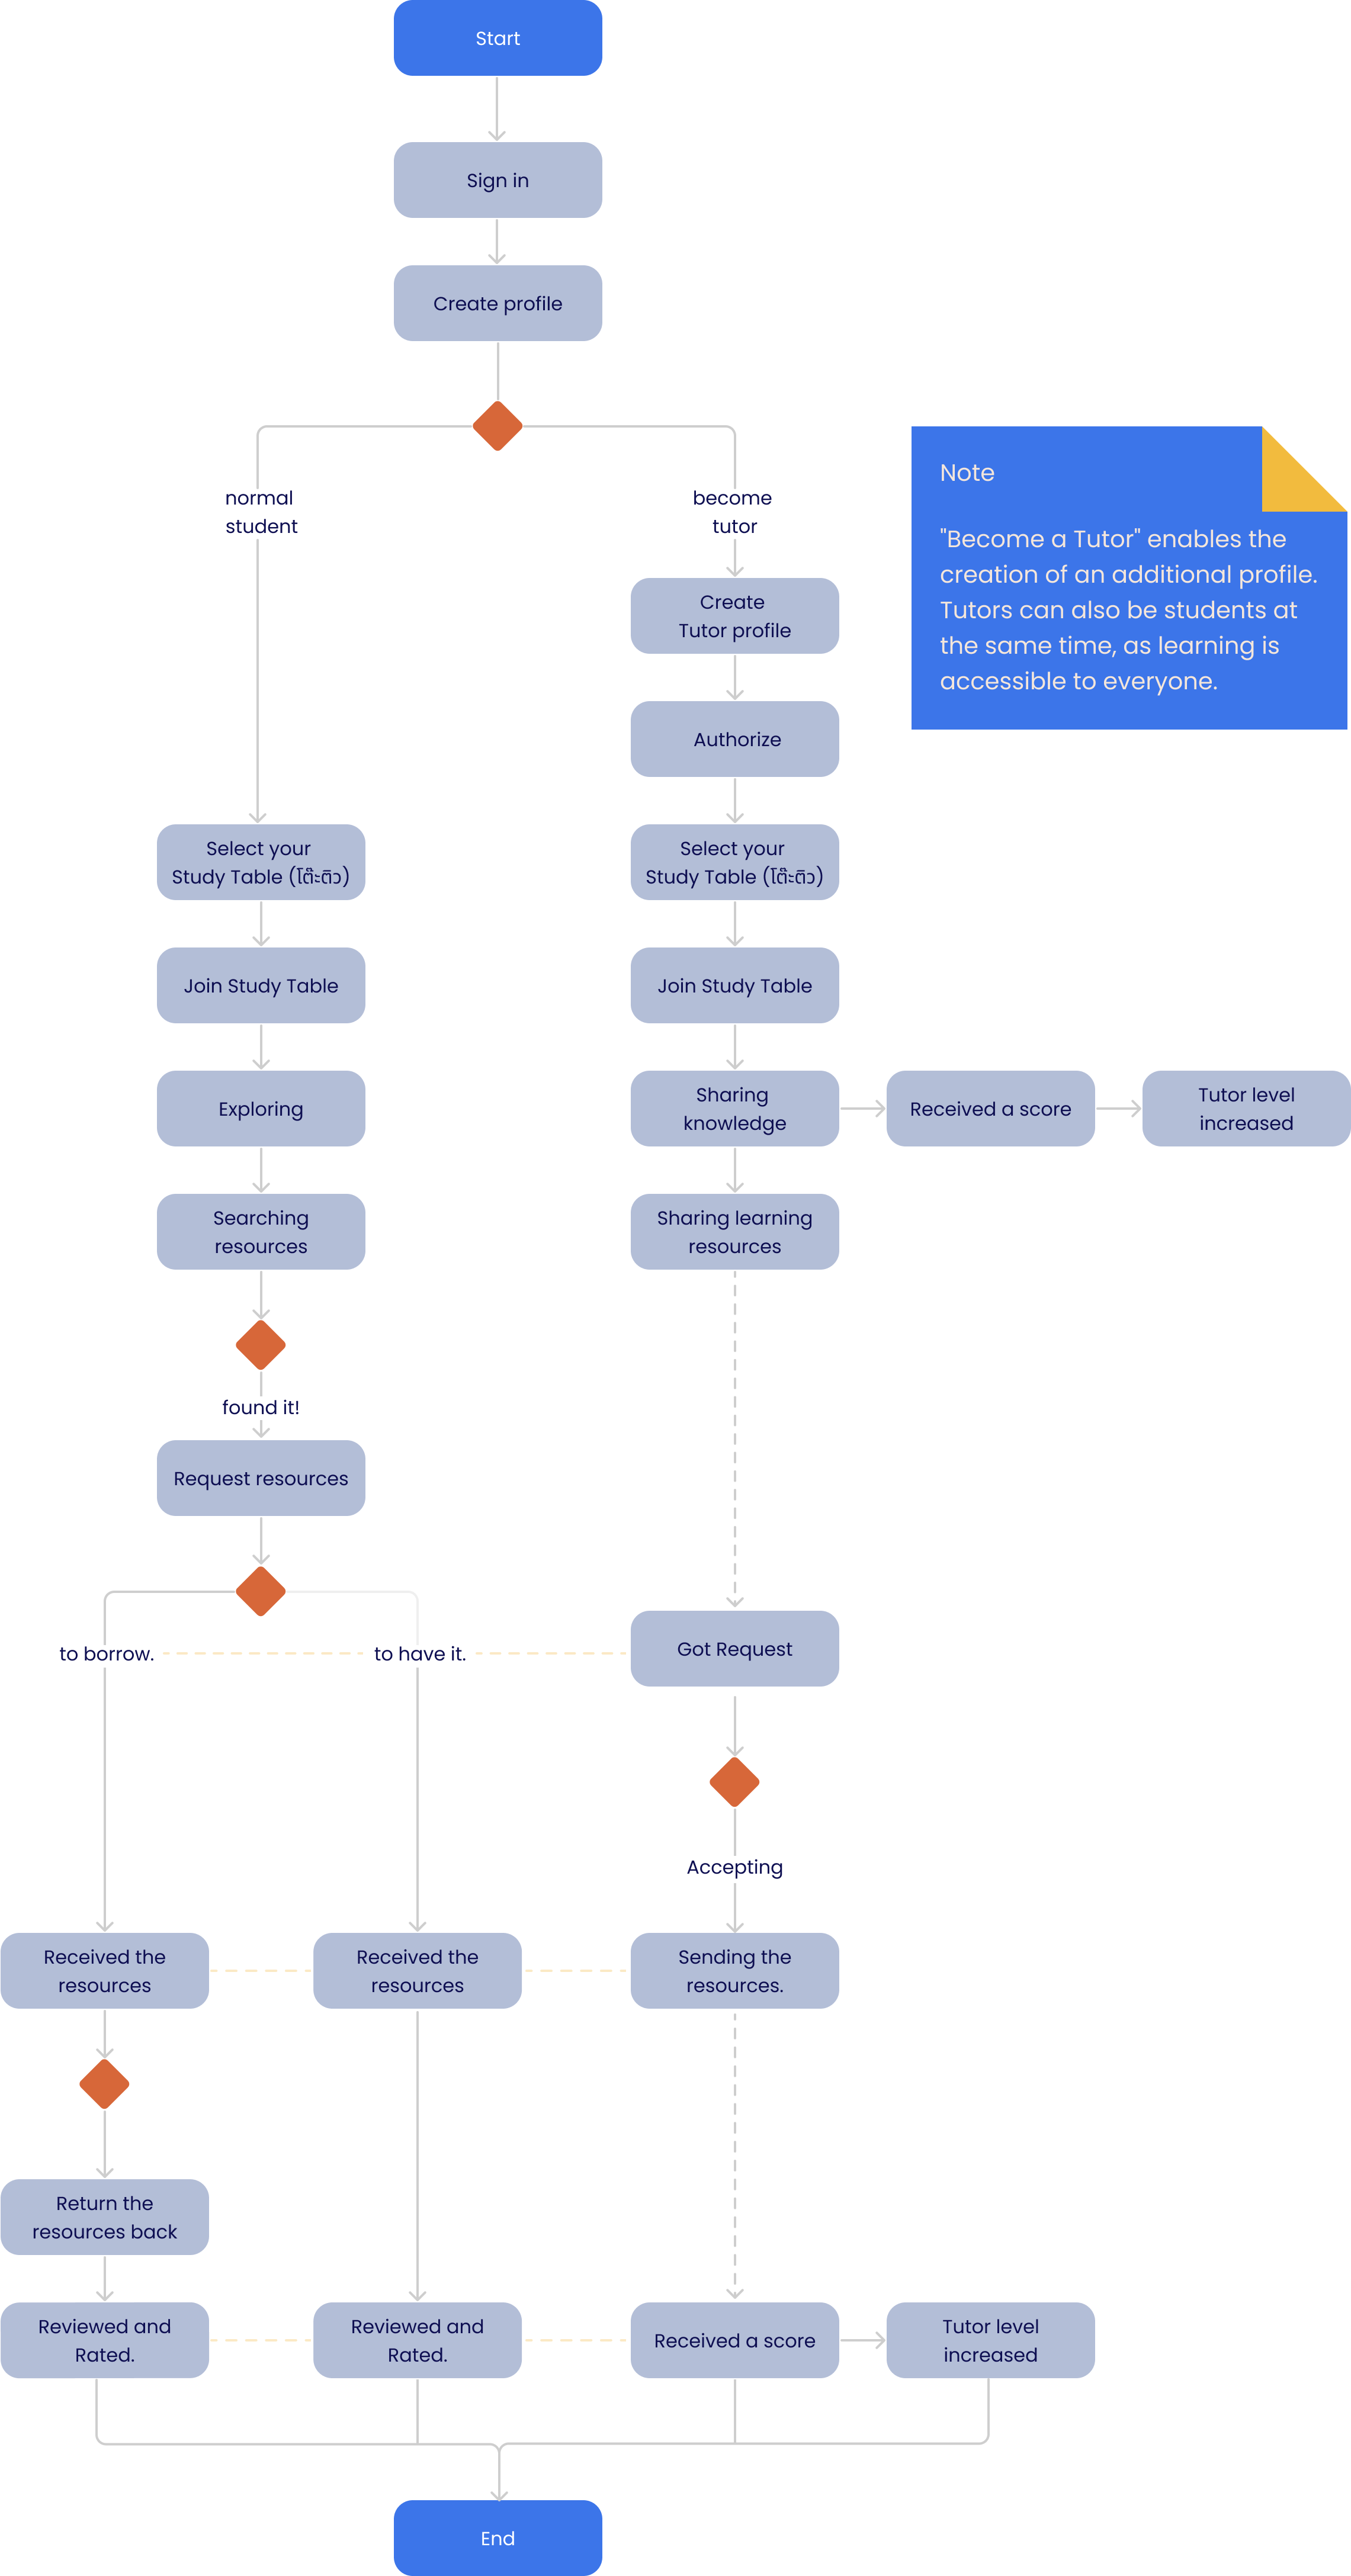 Start
Sign in
Create profile
normal
student
become
tutor
Note
"Become a Tutor" enables the
creation of an additional profile.
Tutors can also be students at
the same time, as learning is
accessible to everyone.
Create
Tutor profile
Authorize
Select your
Study Table (โต๊ะติว)
Select your
Study Table (โต๊ะติว)
Join Study Table
Join Study Table
Exploring
Sharing
knowledge
Received a score
Tutor level
increased
Searching
resources
Sharing learning
resources
found it!
Request resources
to borrow.
to have it.
Got Request
Accepting
Received the
resources
Received the
resources
Sending the
resources.
Return the
resources back
Reviewed and
Rated.
Reviewed and
Rated.
Received a score
Tutor level
increased
End